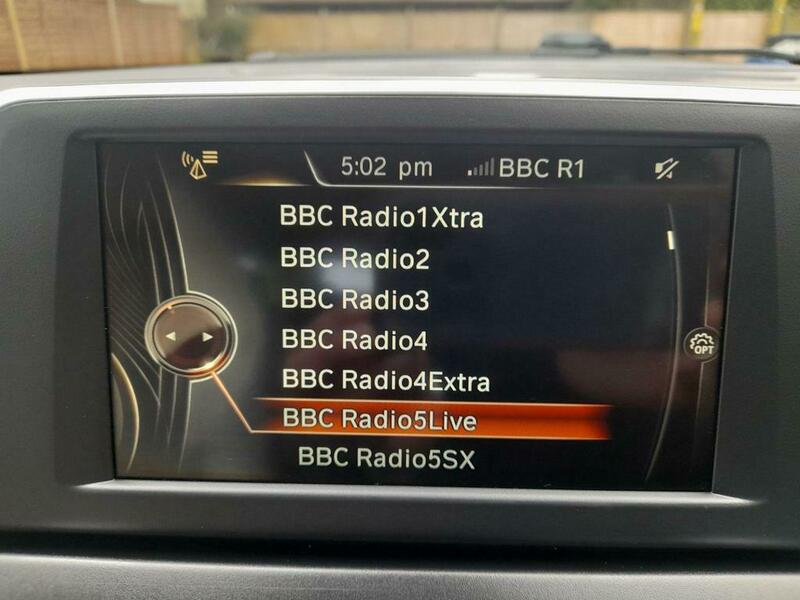 5:02 pm BBC R1
BBC Radio1Xtra
BBC Radio2
BBC Radio3
BBC Radio4
OPT
BBC Radio4Extra
BBC Radio5Live
BBC Radio5SX